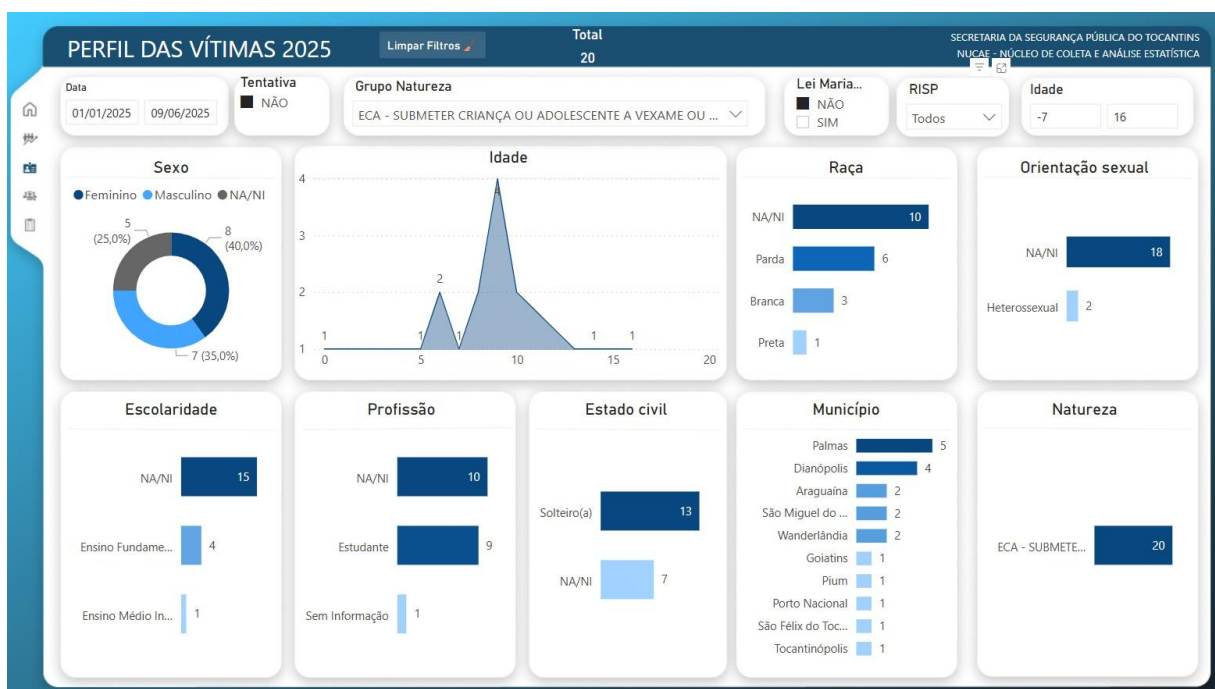 PERFIL DAS VÍTIMAS 2025
Limpar Filtros
Total
20
SECRETARIA DA SEGURANÇA PÚBLICA DO TOCANTINS
NUCAE - NÚCLEO DE COLETA E ANÁLISE ESTATÍSTICA
Data
01/01/2025 09/06/2025
Tentativa
NÃO
Grupo Natureza
ECA - SUBMETER CRIANÇA OU ADOLESCENTE A VEXAME OU ...
Lei Maria...
NÃO
SIM
RISP
Todos
Idade
-7 16
Sexo
Feminino Masculino NA/NI
5
(25,0%)
8
(40,0%)
7 (35,0%)
Idade
4
3
2
1
4
2
1 1 1 1 1
0 5 10 15 20
Raça
NA/NI 10
Parda 6
Branca 3
Preta 1
Orientação sexual
NA/NI 18
Heterossexual 2
Escolaridade
NA/NI 15
Ensino Fundame... 4
Ensino Médio In... 1
Profissão
NA/NI 10
Estudante 9
Sem Informação 1
Estado civil
Solteiro(a) 13
NA/NI 7
Município
Palmas 5
Dianópolis 4
Araguaína 2
São Miguel do ... 2
Wanderlândia 2
Goiatins 1
Pium 1
Porto Nacional 1
São Félix do Toc... 1
Tocantinópolis 1
Natureza
ECA - SUBMETE... 20